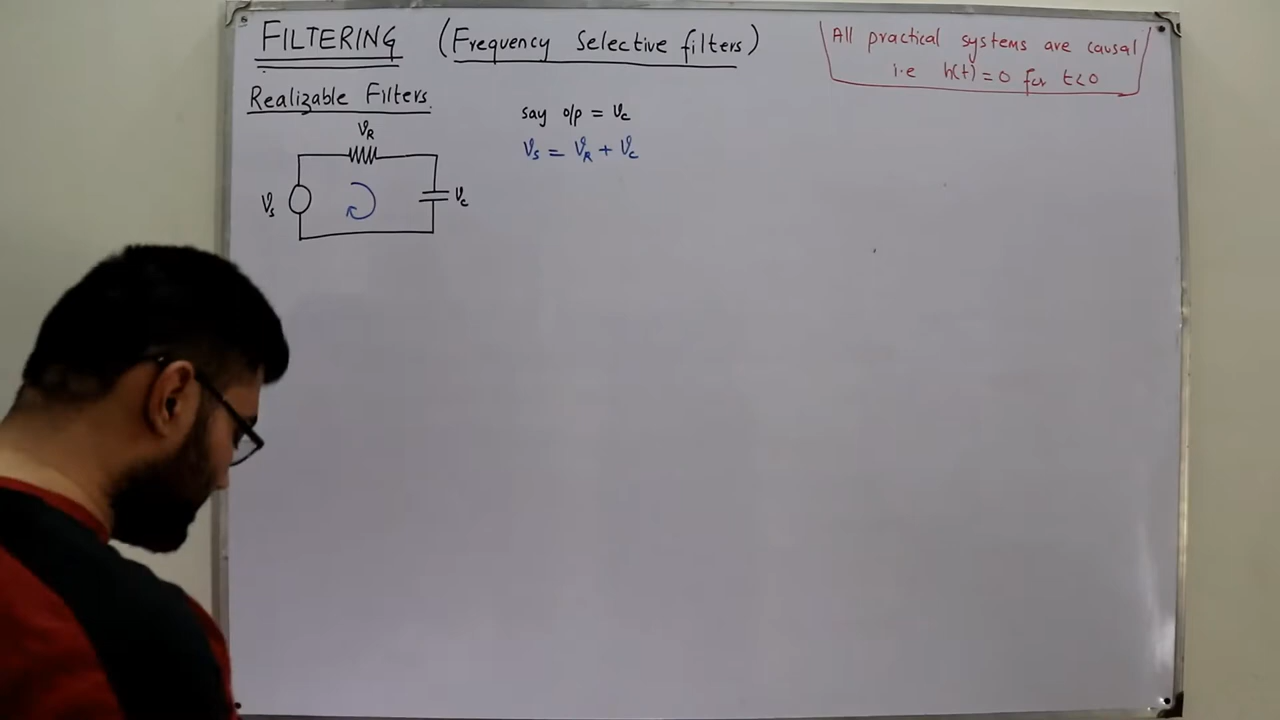 FILTERING (Frequency Selective filters)
All practical systems are causal
i.e h(t) = 0 for t<0
Realizable Filters
say o/p = Vc
Vs = VR + Vc
VR
Vs
Vc